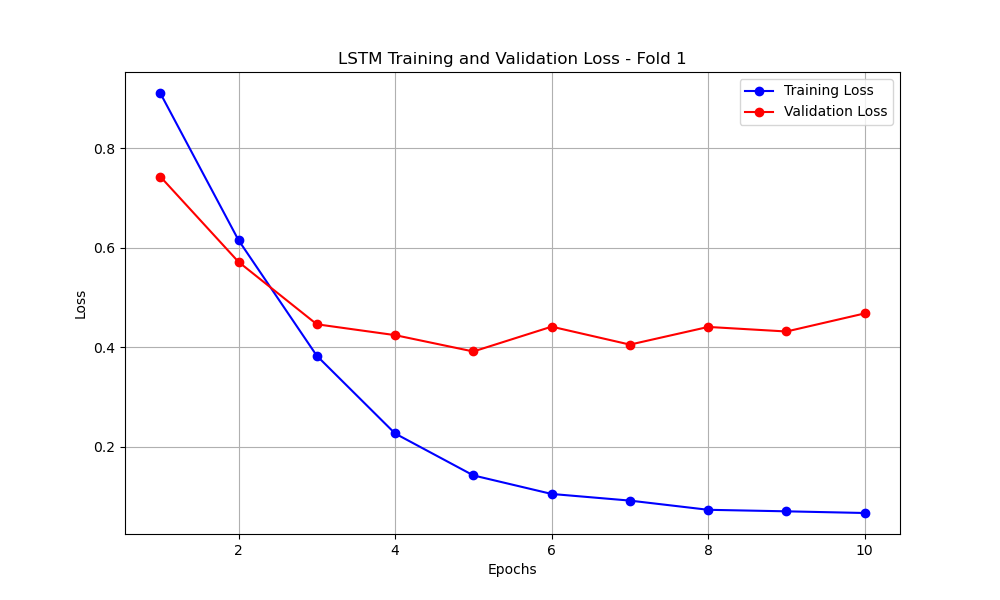 LSTM Training and Validation Loss - Fold 1
Training Loss
Validation Loss
0.8
0.6
0.4
0.2
Loss
2
4
6
8
10
Epochs